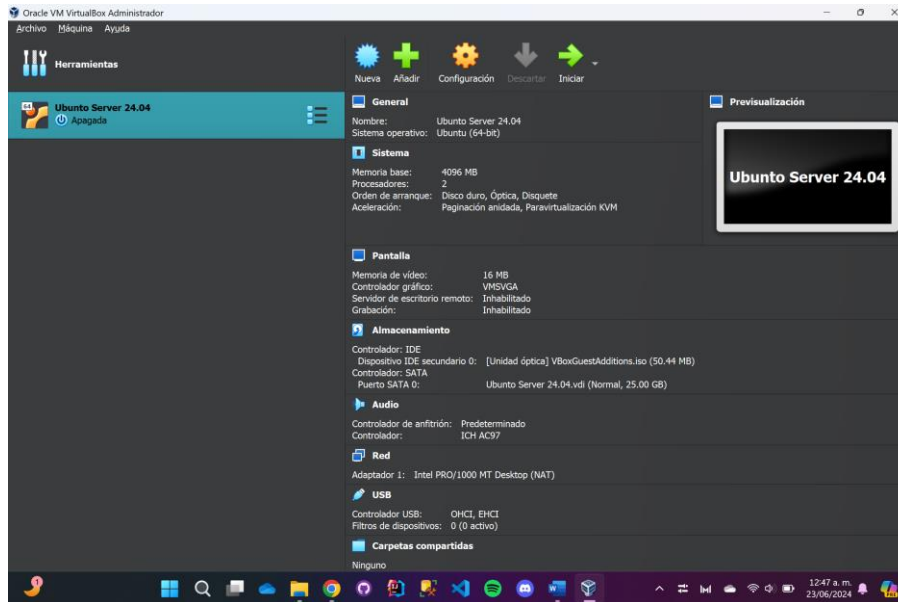 Oracle VM VirtualBox Administrador
Archivo Máquina Ayuda
Herramientas
Nueva Añadir Configuración Descartar Iniciar
64
Ubunto Server 24.04
Apagada
General
Nombre: Ubunto Server 24.04
Sistema operativo: Ubuntu (64-bit)
Previsualización
Ubunto Server 24.04
Sistema
Memoria base: 4096 MB
Procesadores: 2
Orden de arranque: Disco duro, Óptica, Disquete
Aceleración: Paginación anidada, Paravirtualización KVM
Pantalla
Memoria de vídeo: 16 MB
Controlador gráfico: VMSVGA
Servidor de escritorio remoto: Inhabilitado
Grabación: Inhabilitado
Almacenamiento
Controlador: IDE
Dispositivo IDE secundario 0: [Unidad óptica] VBoxGuestAdditions.iso (50.44 MB)
Controlador: SATA
Puerto SATA 0: Ubunto Server 24.04.vdi (Normal, 25.00 GB)
Audio
Controlador de anfitrión: Predeterminado
Controlador: ICH AC97
Red
Adaptador 1: Intel PRO/1000 MT Desktop (NAT)
USB
Controlador USB: OHCI, EHCI
Filtros de dispositivos: 0 (0 activo)
Carpetas compartidas
Ninguno
1
12:47 a. m.
23/06/2024